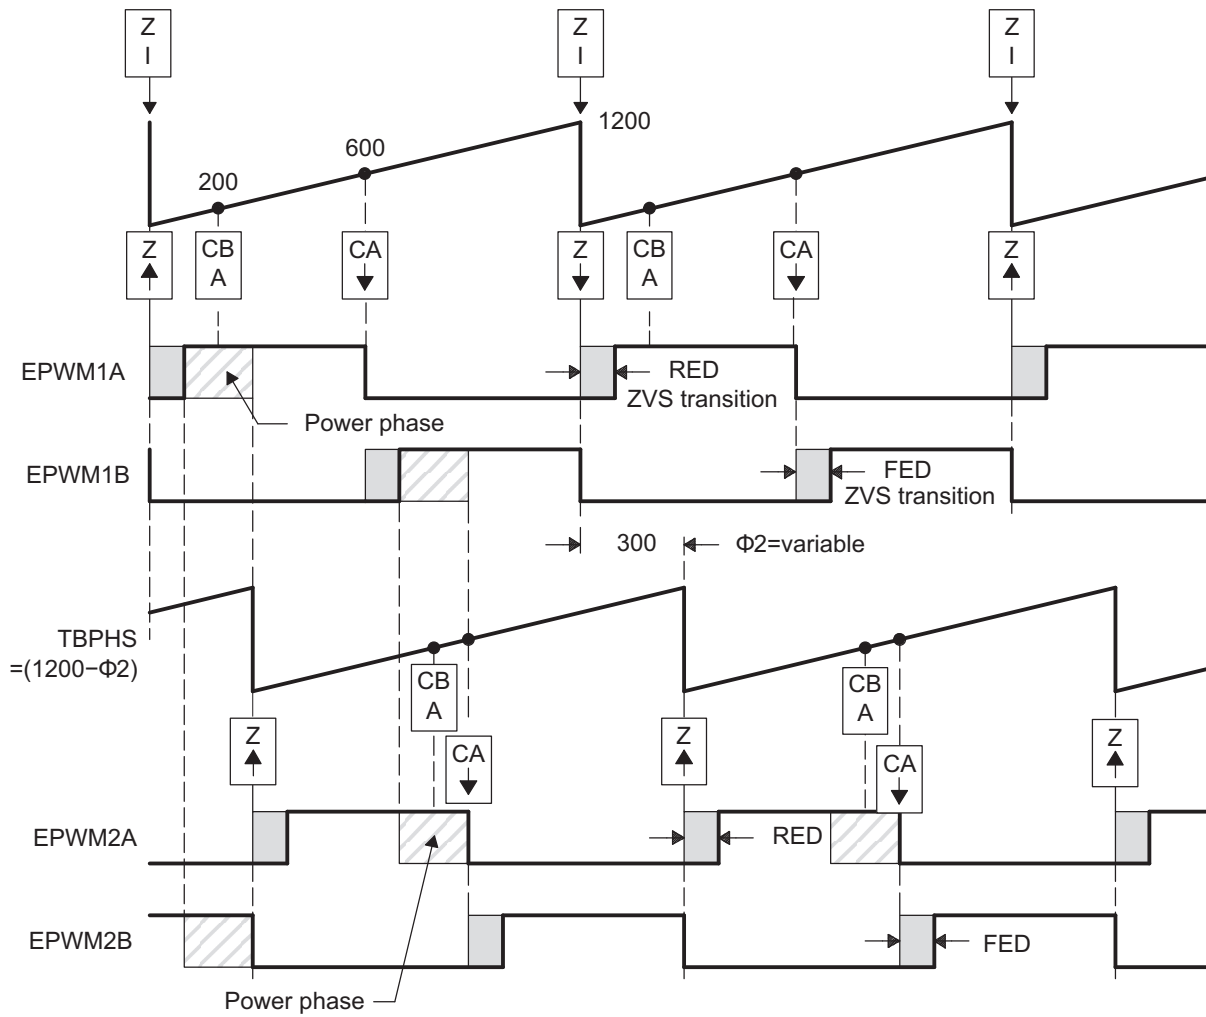 Z
I
Z
I
Z
I
1200
600
200
Z
CB
A
CA
Z
CB
A
CA
Z
EPWM1A
RED
ZVS transition
Power phase
EPWM1B
FED
ZVS transition
300
Φ2=variable
TBPHS
=(1200−Φ2)
CB
A
CB
A
Z
CA
Z
CA
Z
EPWM2A
RED
EPWM2B
FED
Power phase